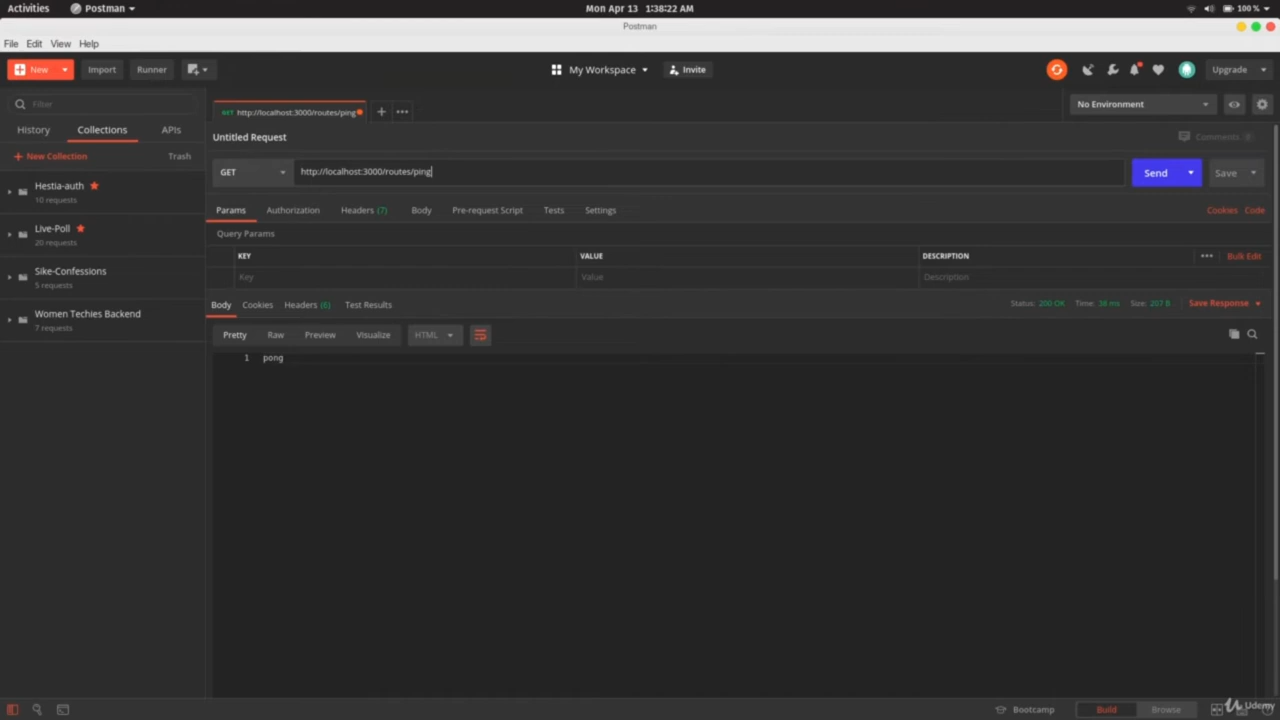 Activities Postman Mon Apr 13 1:38:22 AM 100 %
Postman
File Edit View Help
New Import Runner My Workspace Invite Upgrade
Filter GET http://localhost:3000/routes/ping No Environment
History Collections APIs Untitled Request Comments
New Collection Trash
Hestia-auth
10 requests
GET http://localhost:3000/routes/ping Send Save
Live-Poll
20 requests
Params Authorization Headers (7) Body Pre-request Script Tests Settings Cookies Code
Query Params
KEY VALUE DESCRIPTION Bulk Edit
Sike-Confessions
5 requests
Key Value Description
Women Techies Backend
7 requests
Body Cookies Headers (6) Test Results Status: 200 OK Time: 38 ms Size: 207 B Save Response
Pretty Raw Preview Visualize HTML
1 pong
Bootcamp Build Browse
Udemy